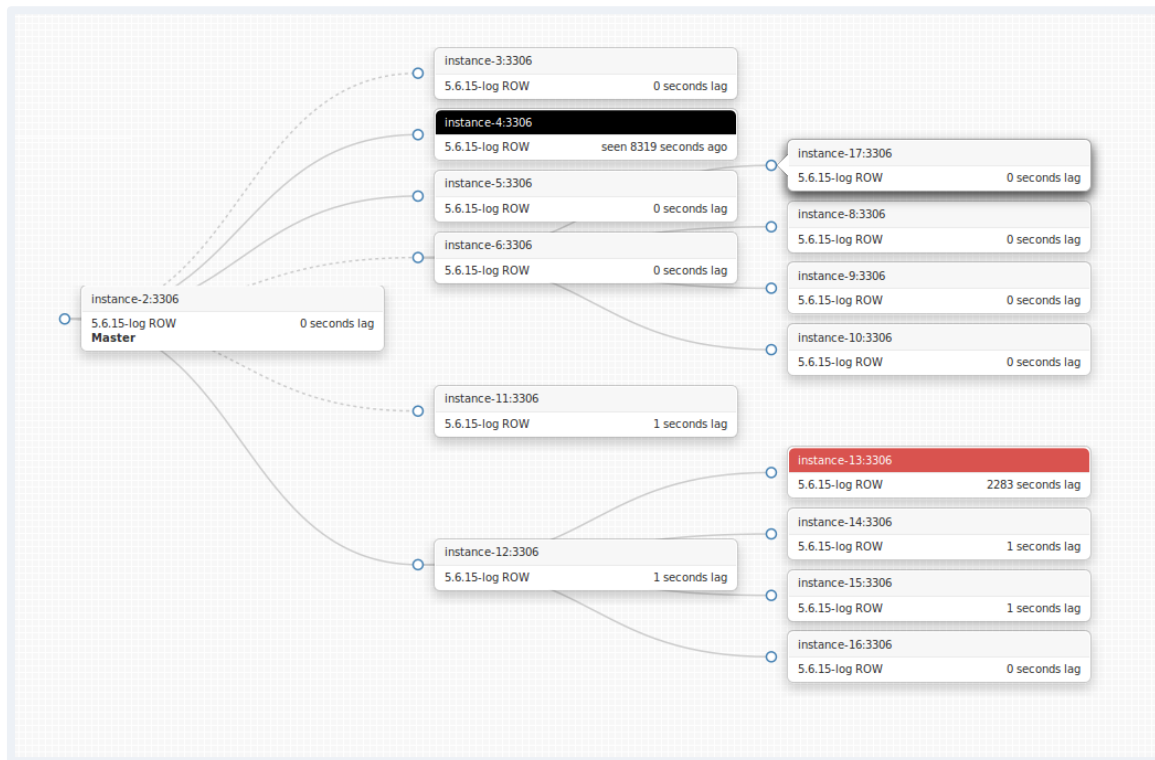 instance-3:3306
5.6.15-log ROW 0 seconds lag
instance-4:3306
5.6.15-log ROW seen 8319 seconds ago
instance-17:3306
5.6.15-log ROW 0 seconds lag
instance-5:3306
5.6.15-log ROW 0 seconds lag
instance-8:3306
5.6.15-log ROW 0 seconds lag
instance-6:3306
5.6.15-log ROW 0 seconds lag
instance-9:3306
5.6.15-log ROW 0 seconds lag
instance-2:3306
5.6.15-log ROW 0 seconds lag
Master
instance-10:3306
5.6.15-log ROW 0 seconds lag
instance-11:3306
5.6.15-log ROW 1 seconds lag
instance-13:3306
5.6.15-log ROW 2283 seconds lag
instance-14:3306
5.6.15-log ROW 1 seconds lag
instance-12:3306
5.6.15-log ROW 1 seconds lag
instance-15:3306
5.6.15-log ROW 1 seconds lag
instance-16:3306
5.6.15-log ROW 0 seconds lag